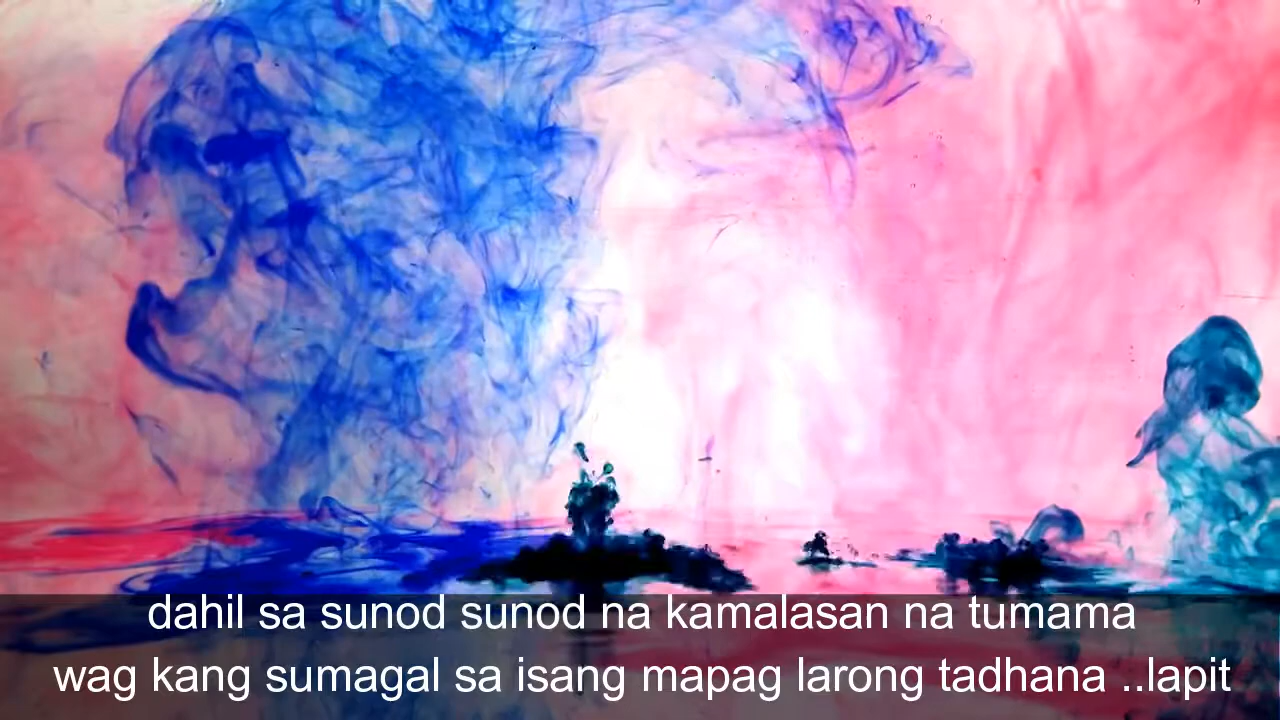 dahil sa sunod sunod na kamalasan na tumama
wag kang sumagal sa isang mapag larong tadhana ..lapit